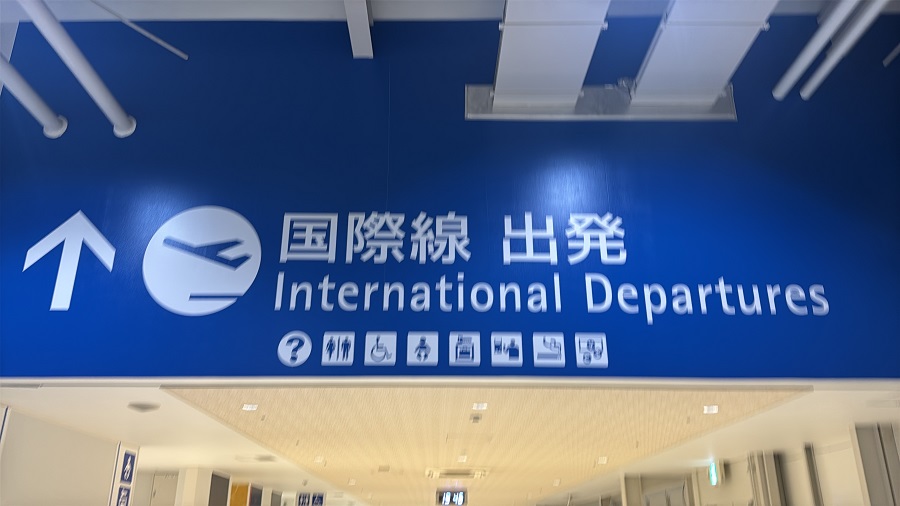 国際線 出発
International Departures
?